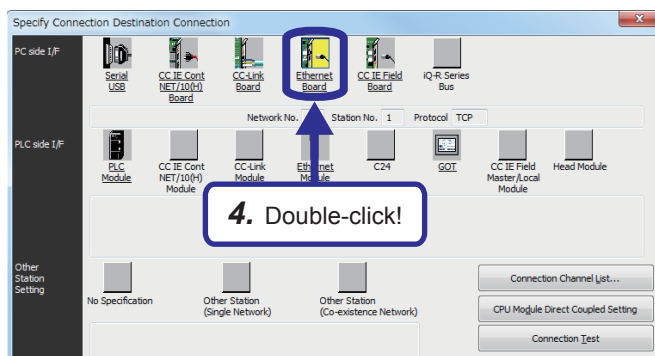 Specify Connection Destination Connection
x
PC side I/F
Serial
USB
CC IE Cont
NET/10(H)
Board
CC-Link
Board
Ethernet
Board
CC IE Field
Board
iQ-R Series
Bus
Network No.
Station No. 1
Protocol TCP
PLC side I/F
PLC
Module
CC IE Cont
NET/10(H)
Module
CC-Link
Module
Ethernet
Module
C24
GOT
CC IE Field
Master/Local
Module
Head Module
4. Double-click!
Other
Station
Setting
No Specification
Other Station
(Single Network)
Other Station
(Co-existence Network)
Connection Channel List...
CPU Module Direct Coupled Setting
Connection Test